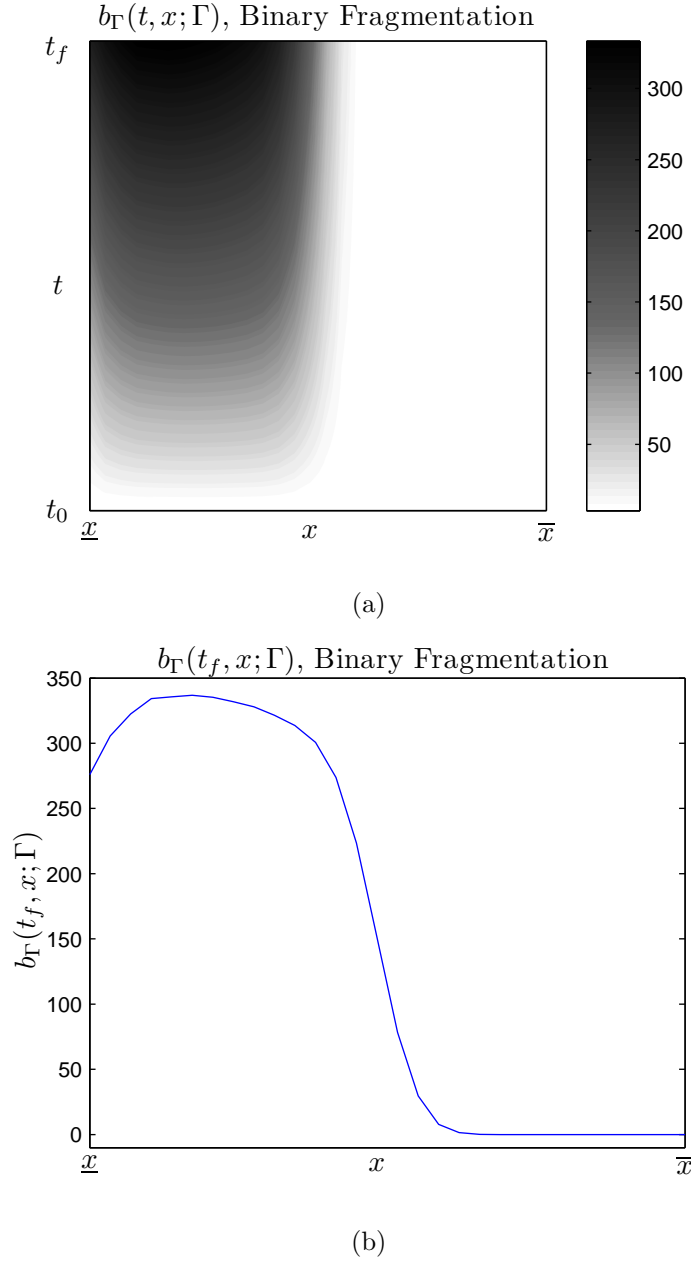 b_Γ(t, x; Γ), Binary Fragmentation
t_f
t
t_0
x
x
x̅
300
250
200
150
100
50
(a)
b_Γ(t_f, x; Γ), Binary Fragmentation
b_Γ(t_f, x; Γ)
350
300
250
200
150
100
50
0
x
x
x̅
(b)